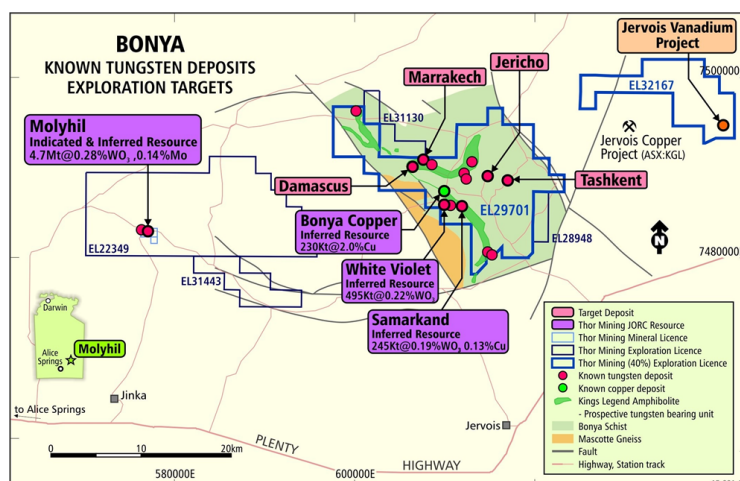 BONYA
KNOWN TUNGSTEN DEPOSITS
EXPLORATION TARGETS
Jervois Vanadium
Project
7500000
EL32167
Jericho
Marrakech
EL31130
Jervois Copper
Project (ASX:KGL)
Molyhil
Indicated & Inferred Resource
4.7Mt@0.28%WO3 ,0.14%Mo
Damascus
Tashkent
EL29701
Bonya Copper
Inferred Resource
230Kt@2.0%Cu
EL28948
N
EL22349
7480000
White Violet
Inferred Resource
495Kt@0.22%WO3
EL31443
Samarkand
Inferred Resource
245Kt@0.19%WO3 0.13%Cu
Darwin
Alice
Springs
Molyhil
Jinka
to Alice Springs
Jervois
PLENTY
HIGHWAY
0
10
20km
580000E
600000E
Target Deposit
Thor Mining JORC Resource
Thor Mining Mineral Licence
Thor Mining Exploration Licence
Thor Mining (40%) Exploration Licence
Known tungsten deposit
Known copper deposit
Kings Legend Amphibolite
- Prospective tungsten bearing unit
Bonya Schist
Mascotte Gneiss
Fault
Highway, Station track